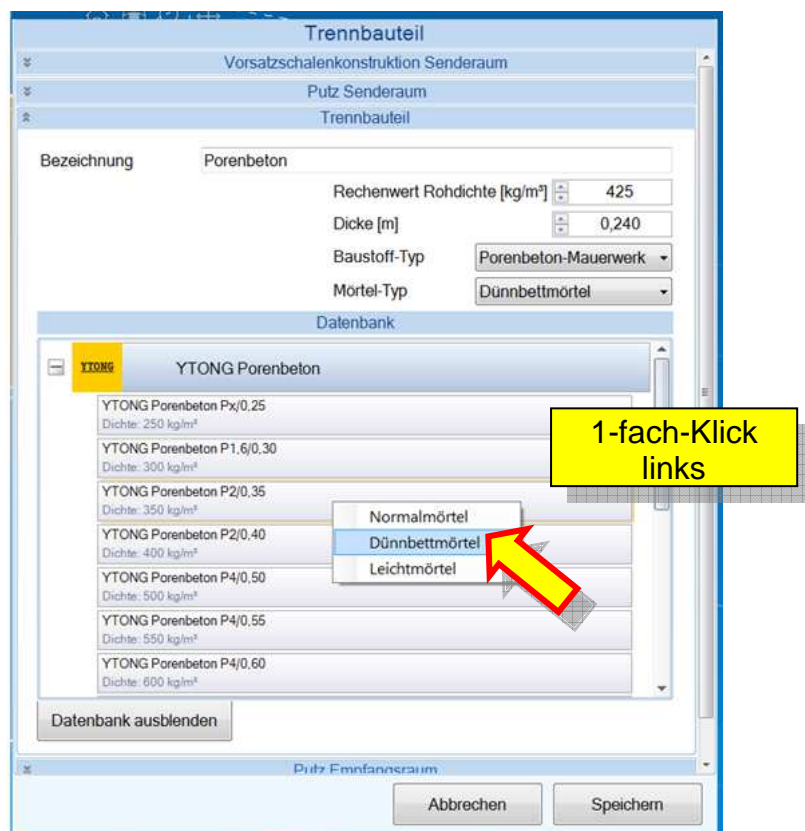 Trennbauteil
Vorsatzschalenkonstruktion Senderaum
Putz Senderaum
Trennbauteil
Bezeichnung Porenbeton
Rechenwert Rohdichte [kg/m³] 425
Dicke [m] 0,240
Baustoff-Typ Porenbeton-Mauerwerk
Mörtel-Typ Dünnbettmörtel
Datenbank
YTONG YTONG Porenbeton
YTONG Porenbeton Px/0,25
Dichte: 250 kg/m³
YTONG Porenbeton P1,6/0,30
Dichte: 300 kg/m³
1-fach-Klick
links
YTONG Porenbeton P2/0,35
Dichte: 350 kg/m³
Normalmörtel
YTONG Porenbeton P2/0,40
Dünnbettmörtel
Dichte: 400 kg/m³
Leichtmörtel
YTONG Porenbeton P4/0,50
Dichte: 500 kg/m³
YTONG Porenbeton P4/0,55
Dichte: 550 kg/m³
YTONG Porenbeton P4/0,60
Dichte: 600 kg/m³
Datenbank ausblenden
Putz Empfangsraum
Abbrechen Speichern